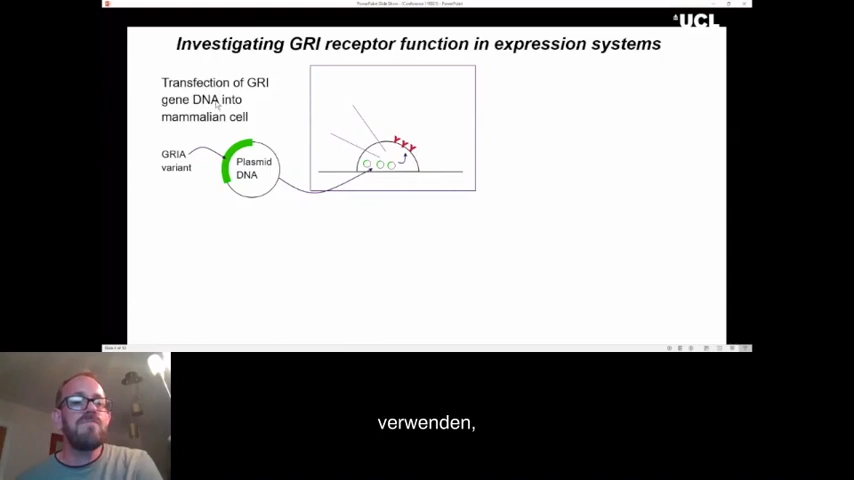 UCL
Investigating GRI receptor function in expression systems
Transfection of GRI
gene DNA into
mammalian cell
GRIA
variant
Plasmid
DNA
Y Y Y
verwenden,